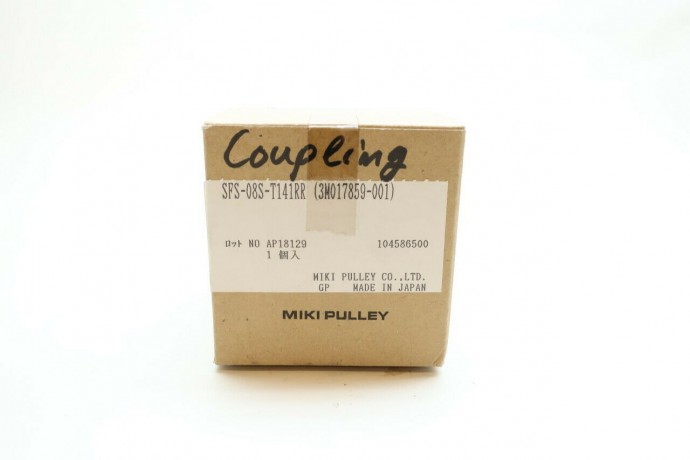 Coupling
SFS-08S-T141RR (3M017859-001)
ﾛｯﾄ NO AP18129 104586500
1 個入
MIKI PULLEY CO.,LTD.
GP MADE IN JAPAN
MIKI PULLEY